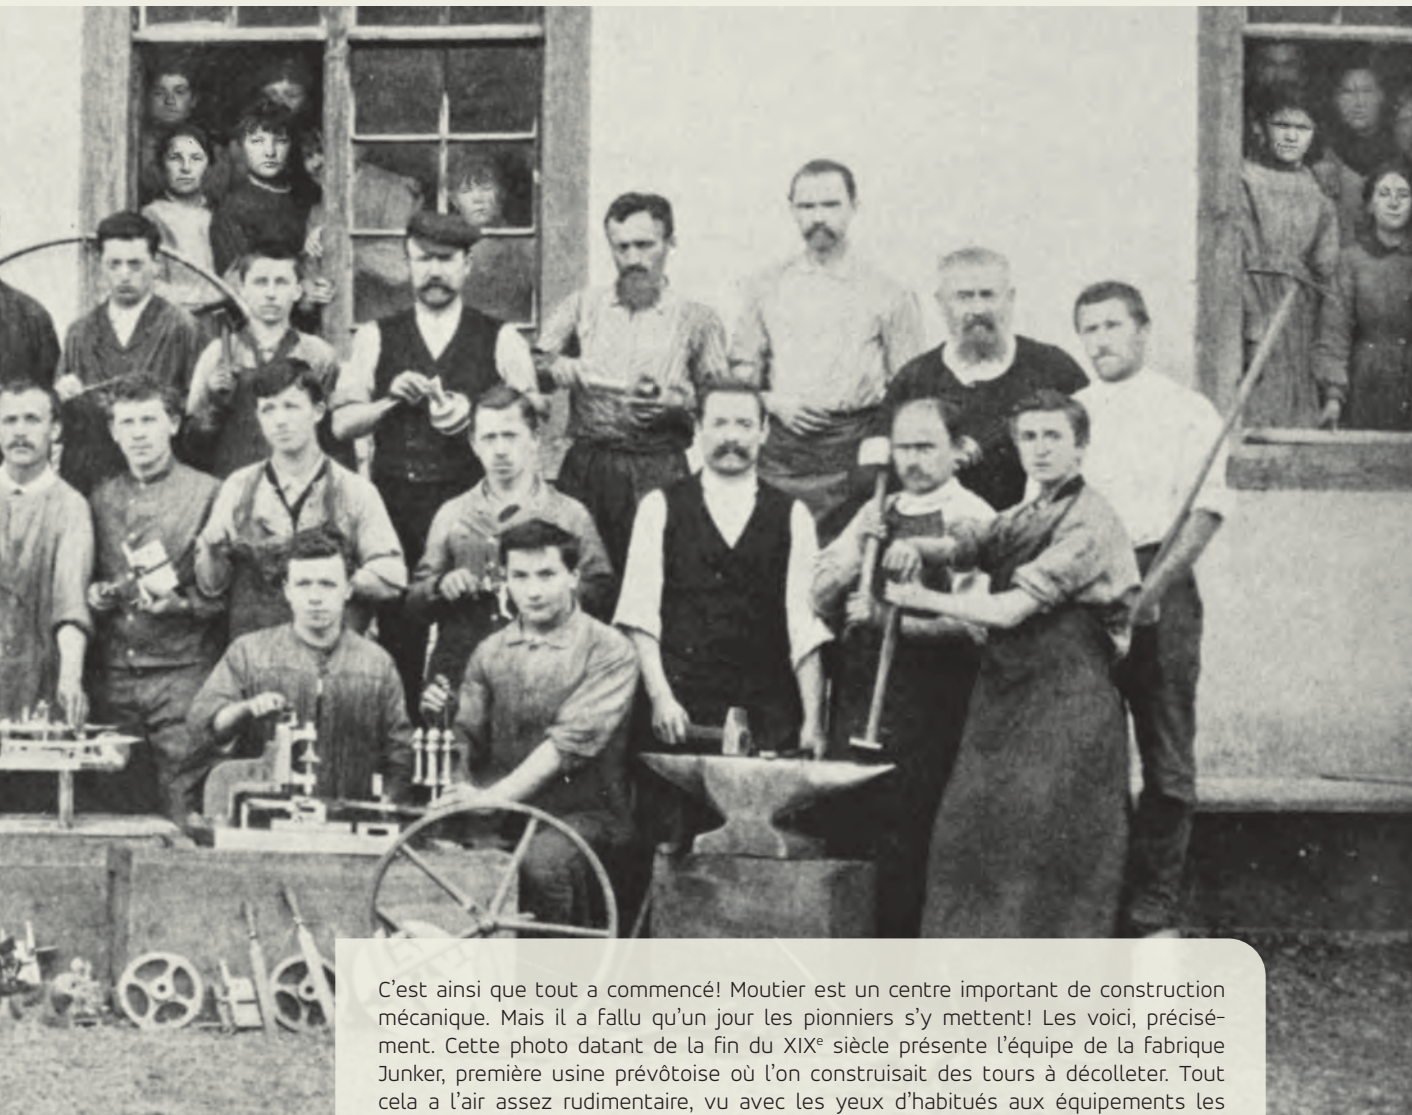 C’est ainsi que tout a commencé! Moutier est un centre important de construction
mécanique. Mais il a fallu qu’un jour les pionniers s’y mettent! Les voici, précisé-
ment. Cette photo datant de la fin du XIXᵉ siècle présente l’équipe de la fabrique
Junker, première usine prévôtoise où l’on construisait des tours à décolleter. Tout
cela a l’air assez rudimentaire, vu avec les yeux d’habitués aux équipements les